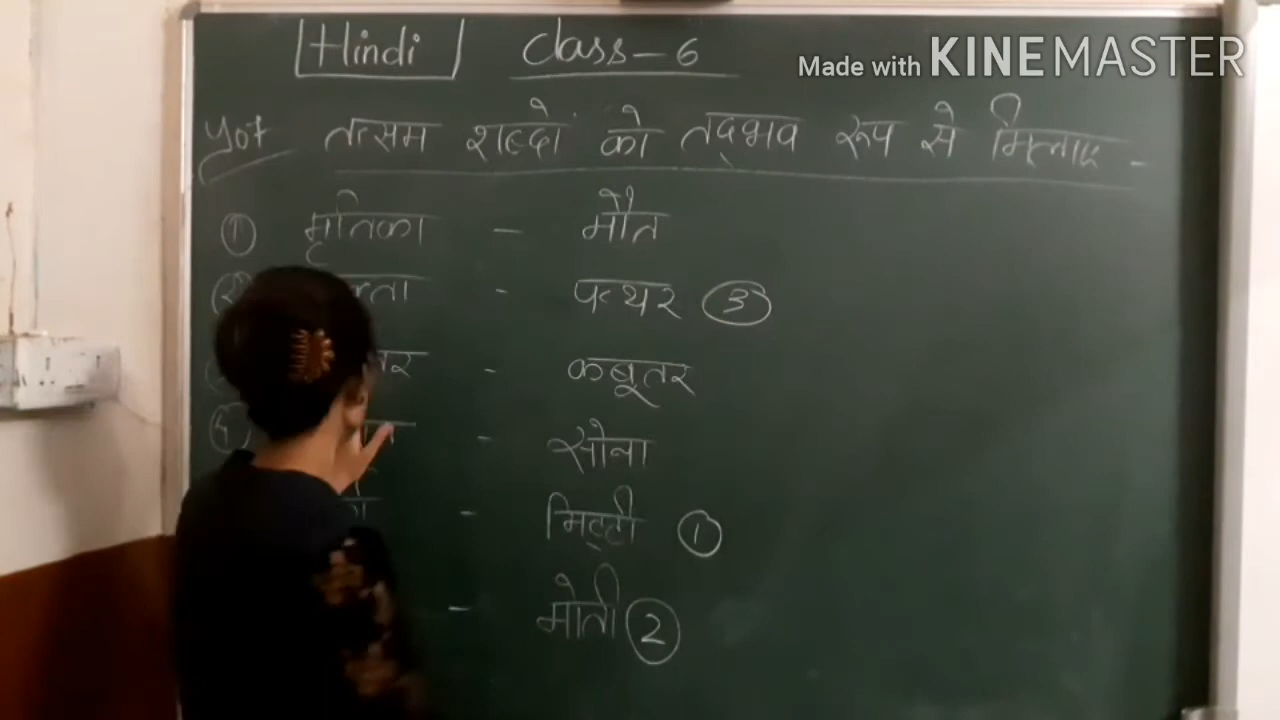 Hindi Class-6
Made with KINEMASTER
तत्सम शब्दों को तद्भव रूप से मिलाए -
① मृतिका - मौत
- पत्थर ③
- कबूतर
④ - सोना
- मिट्टी ①
- मोती ②